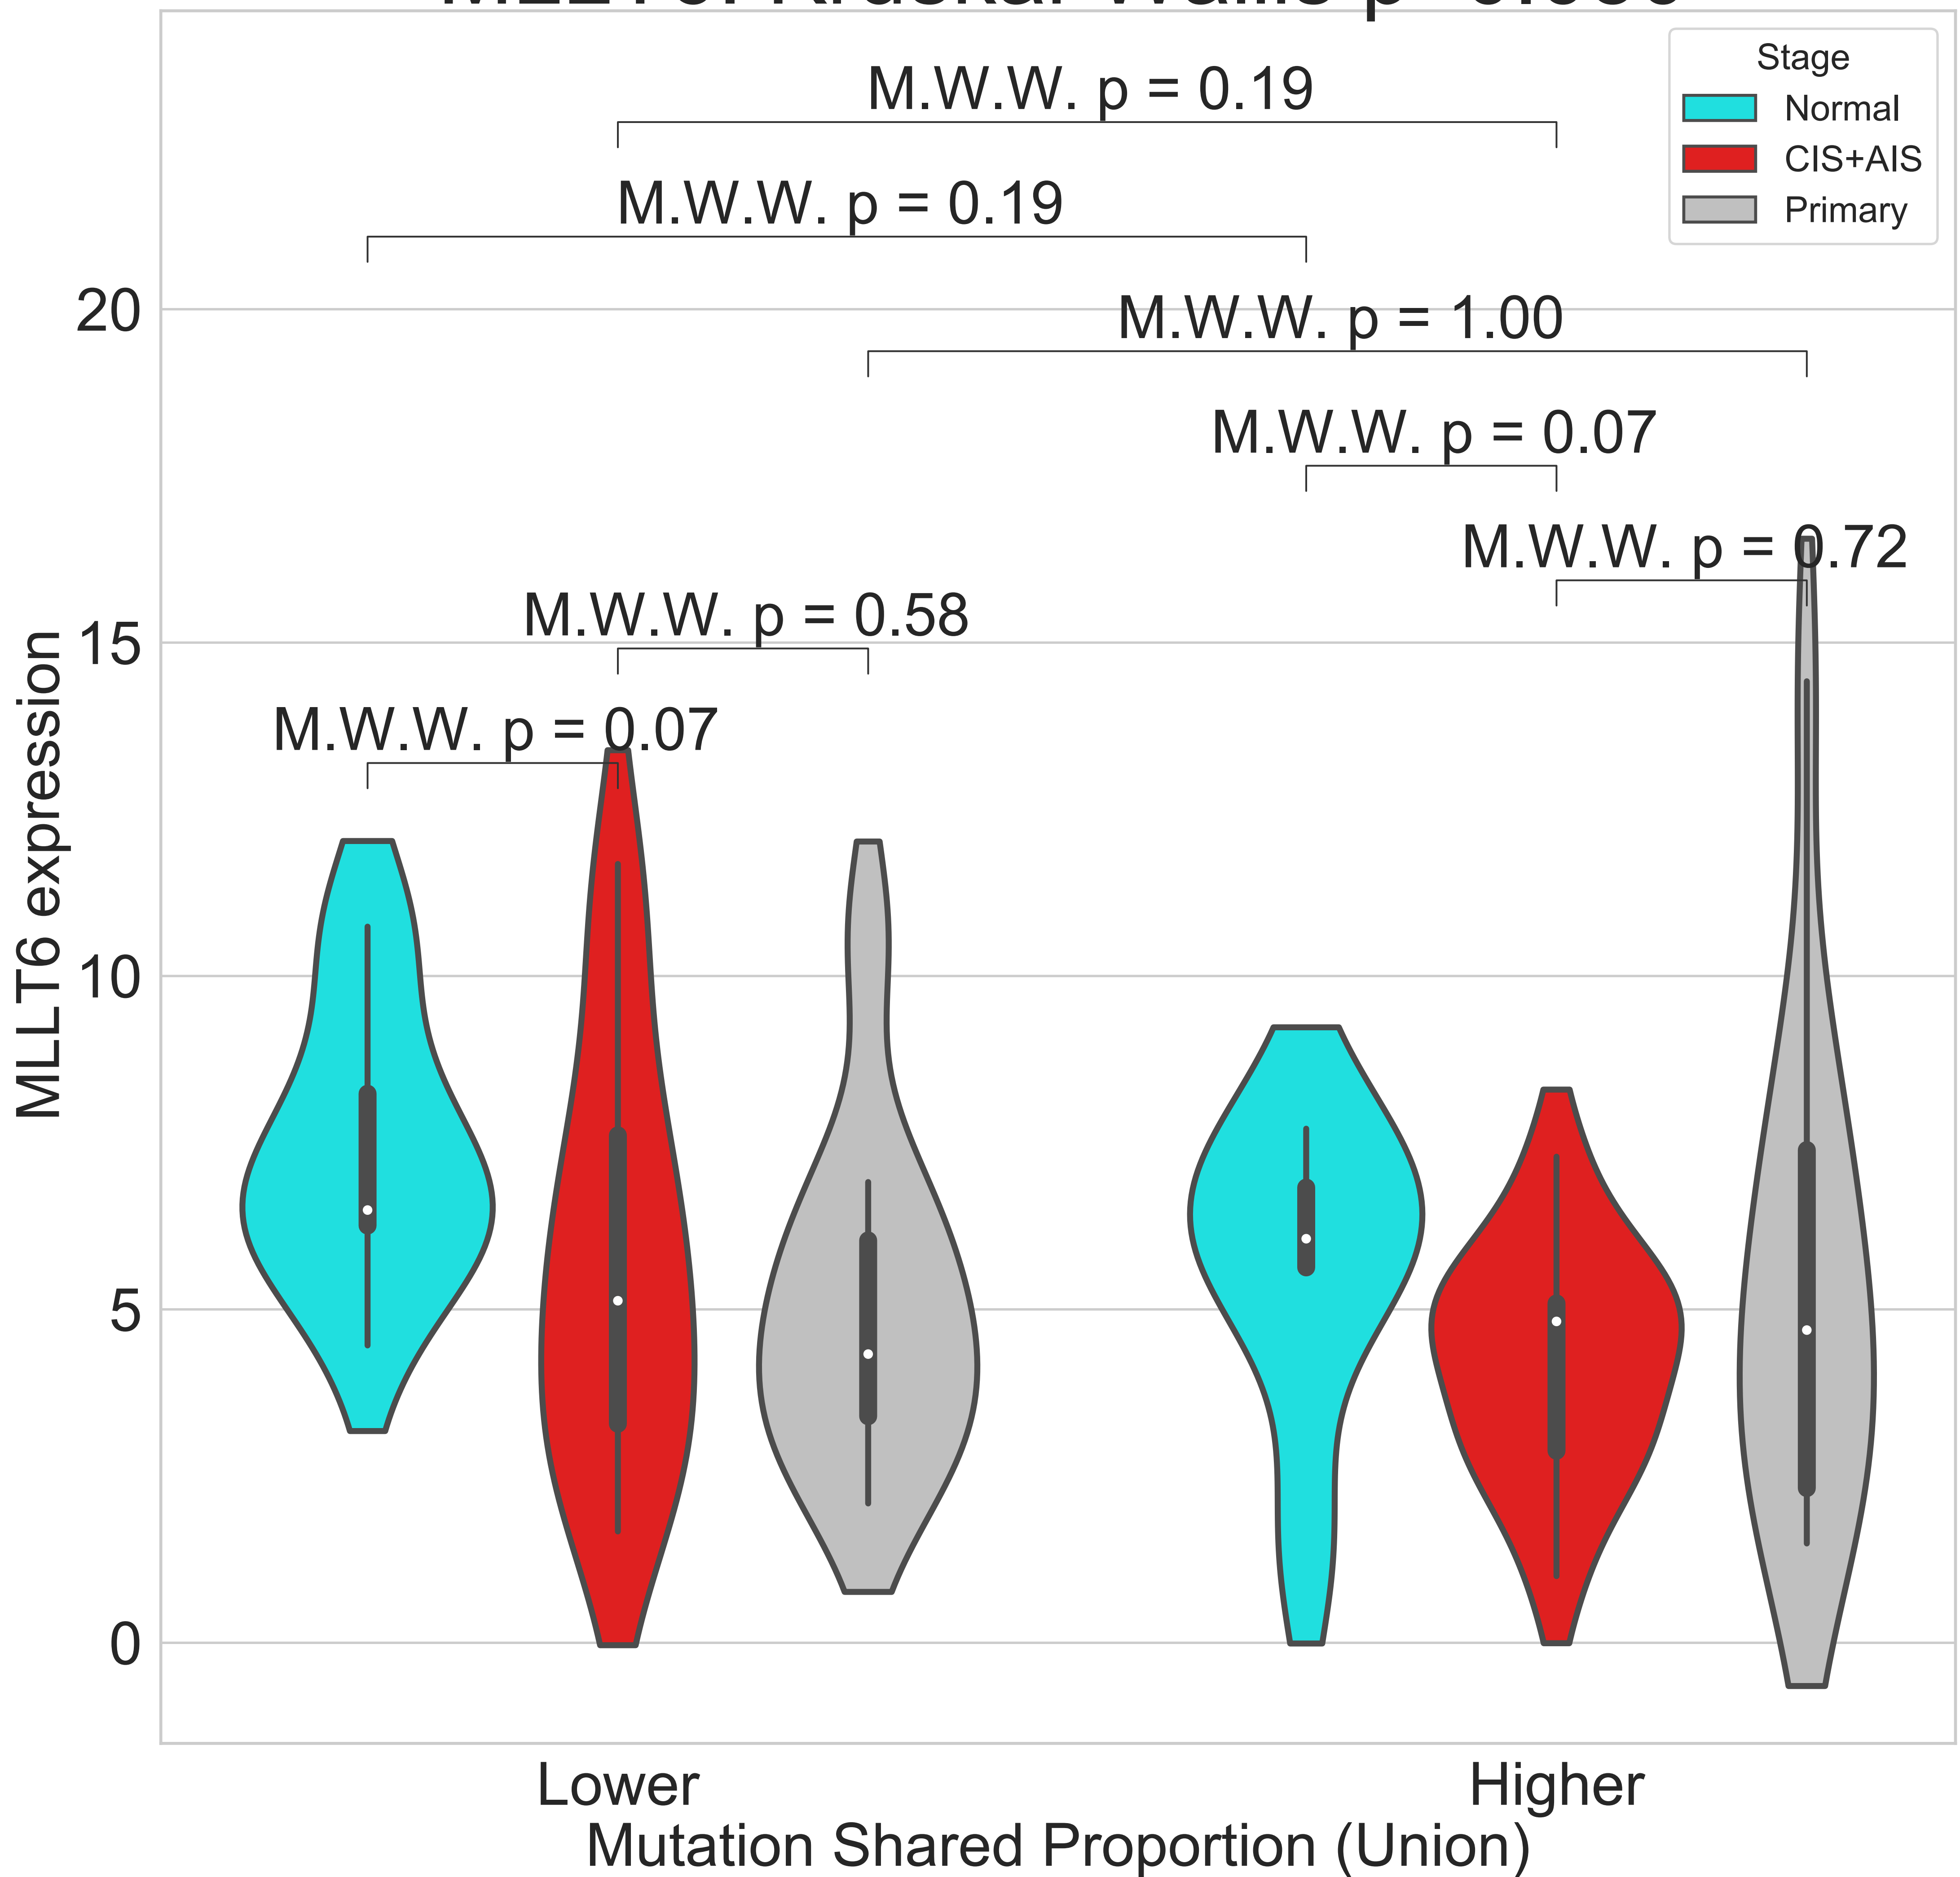 Stage
Normal
CIS+AIS
Primary
M.W.W. p = 0.19
M.W.W. p = 0.19
M.W.W. p = 1.00
M.W.W. p = 0.07
M.W.W. p = 0.72
M.W.W. p = 0.58
M.W.W. p = 0.07
MLLT6 expression
20
15
10
5
0
Lower Higher
Mutation Shared Proportion (Union)